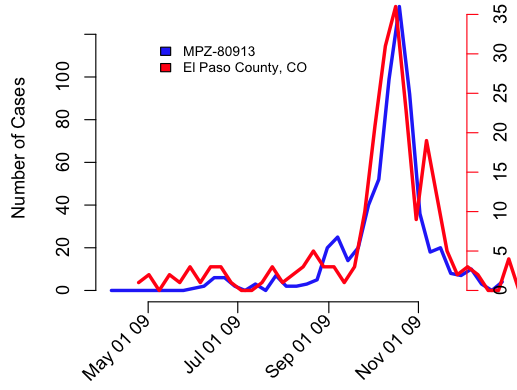 MPZ-80913
El Paso County, CO
Number of Cases
0
20
40
60
80
100
0
5
10
15
20
25
30
35
May 01 09
Jul 01 09
Sep 01 09
Nov 01 09